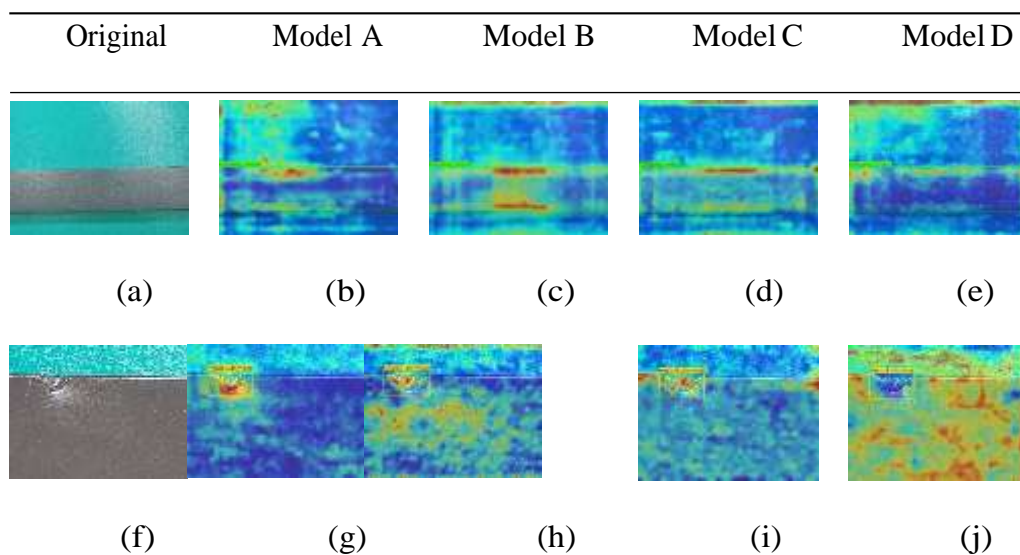 Original Model A Model B Model C Model D
(a) (b) (c) (d) (e)
(f) (g) (h) (i) (j)